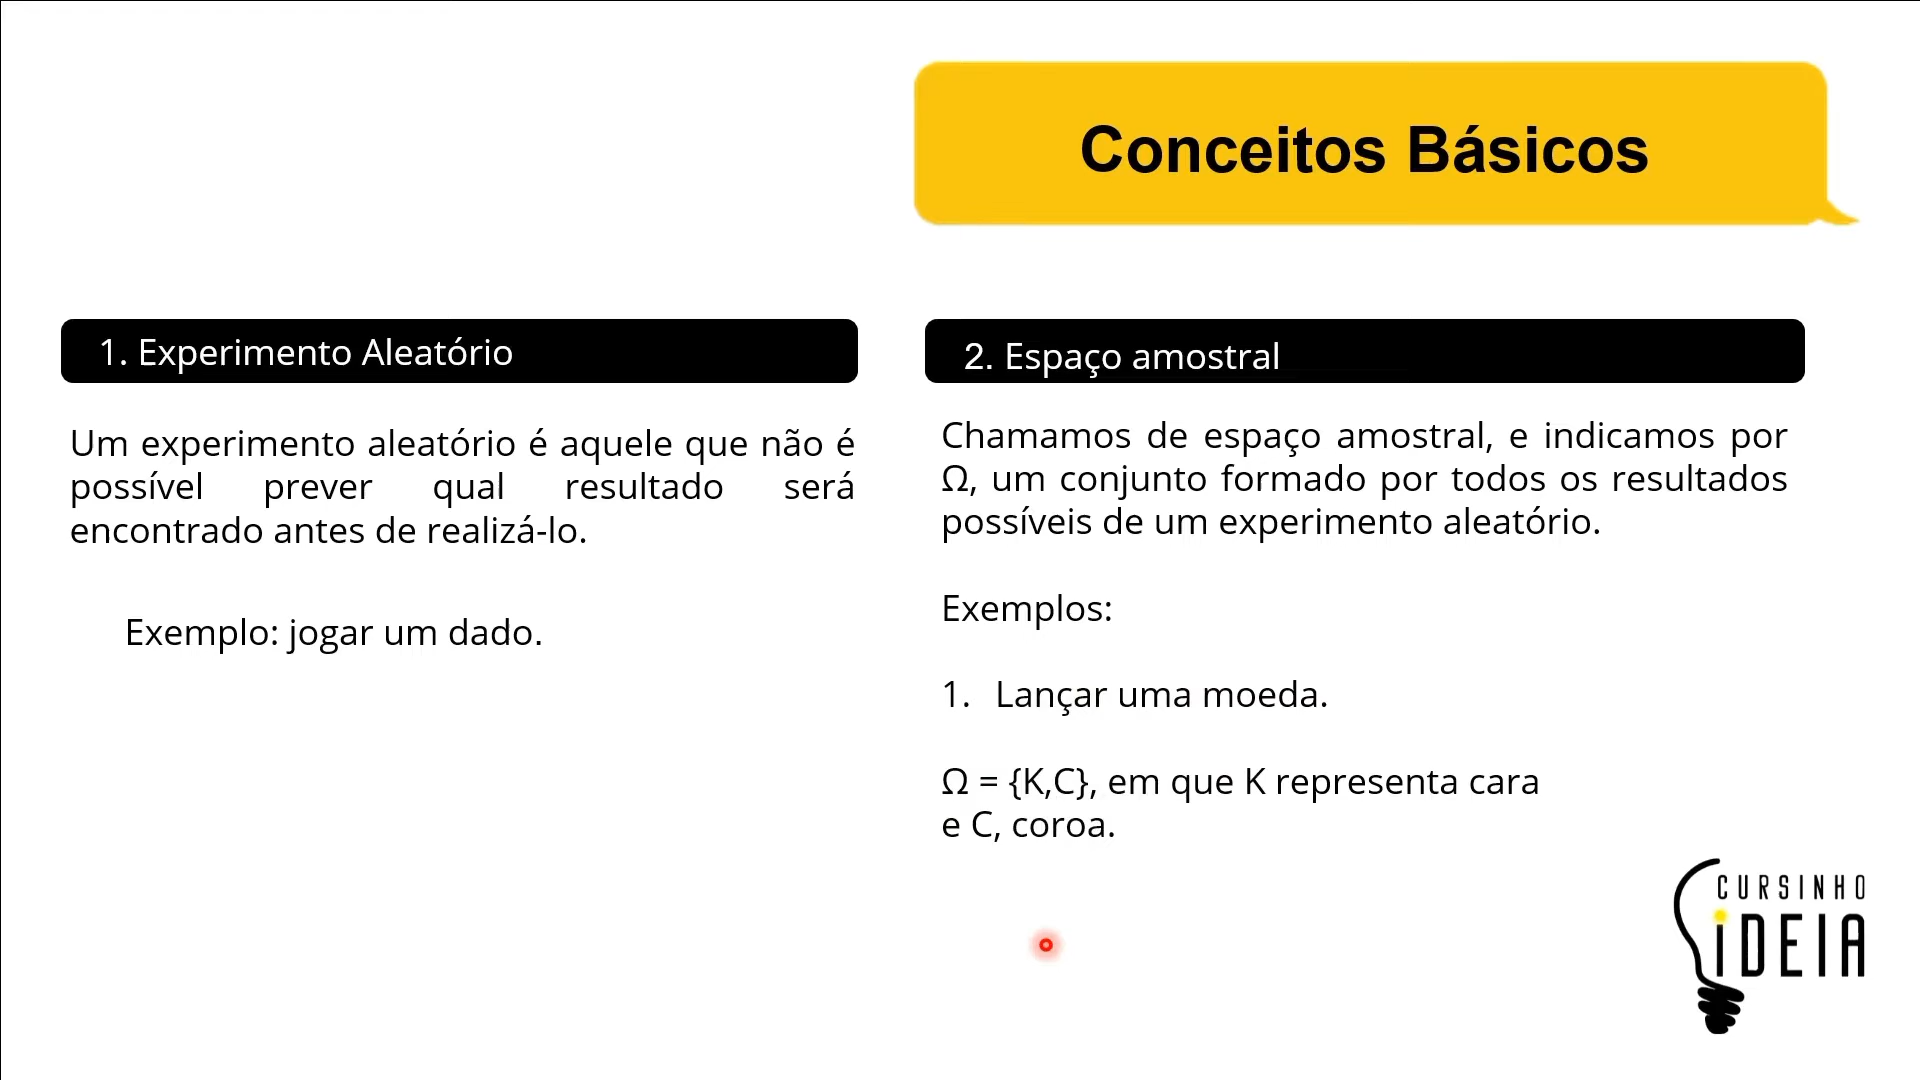 Conceitos Básicos
1. Experimento Aleatório
Um experimento aleatório é aquele que não é
possível prever qual resultado será
encontrado antes de realizá-lo.
Exemplo: jogar um dado.
2. Espaço amostral
Chamamos de espaço amostral, e indicamos por
Ω, um conjunto formado por todos os resultados
possíveis de um experimento aleatório.
Exemplos:
1. Lançar uma moeda.
Ω = {K,C}, em que K representa cara
e C, coroa.
CURSINHO
iDEIA